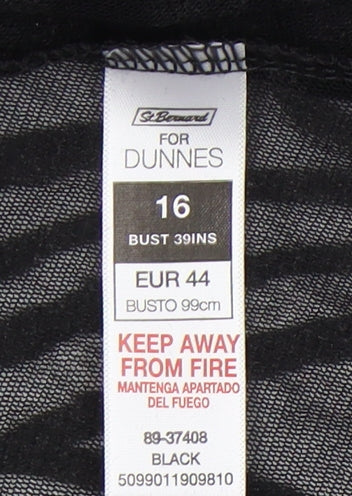 St. Bernard
FOR
DUNNES
16
BUST 39INS
EUR 44
BUSTO 99cm
KEEP AWAY
FROM FIRE
MANTENGA APARTADO
DEL FUEGO
89-37408
BLACK
5099011909810